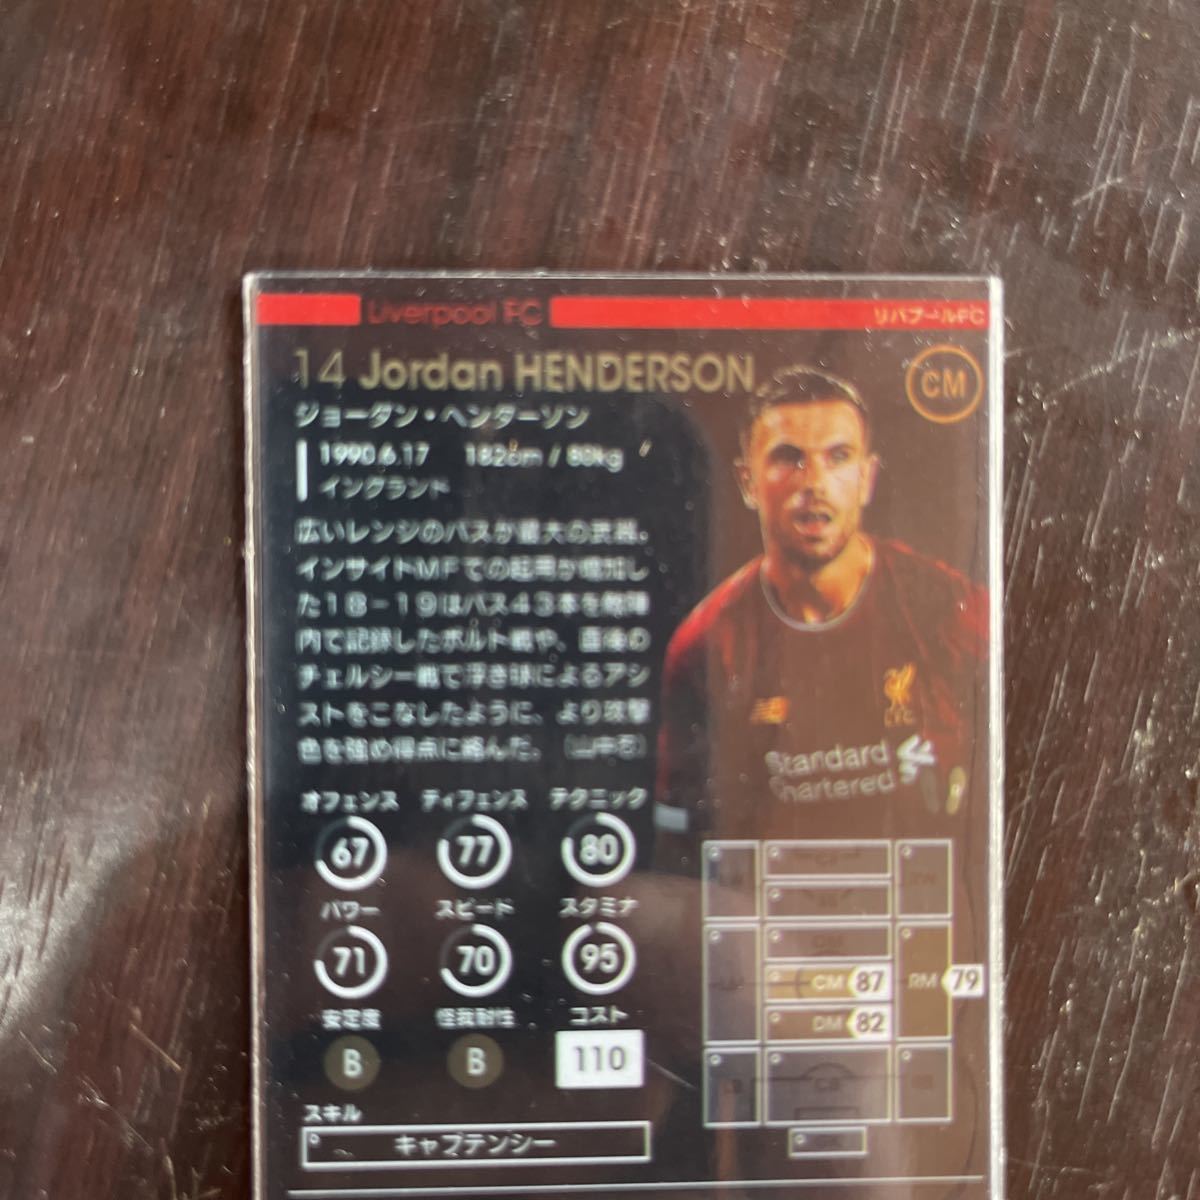 Liverpool FC
リバプールFC
14 Jordan HENDERSON
CM
ジョーダン・ヘンダーソン
1990.6.17 182cm / 80kg
イングランド
広いレンジのパスが最大の武器。
インサイドMFでの起用が増加し
た18-19はパス43本を敵陣
内で記録したボルト戦や、直後の
チェルシー戦で浮き球によるアシ
ストをこなしたように、より攻撃
色を強め得点に絡んだ。
Standard
Chartered
オフェンス ディフェンス テクニック
67 77 80
パワー スピード スタミナ
71 70 95
安定度 怪我耐性 コスト
B B 110
CM 87
RM 79
DM 82
スキル
キャプテンシー